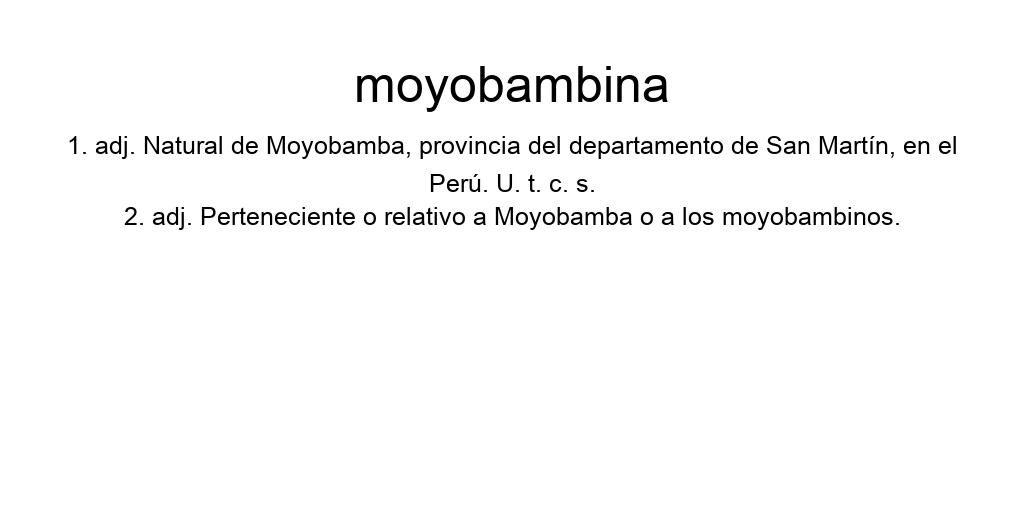 moyobambina
1. adj. Natural de Moyobamba, provincia del departamento de San Martín, en el
Perú. U. t. c. s.
2. adj. Perteneciente o relativo a Moyobamba o a los moyobambinos.